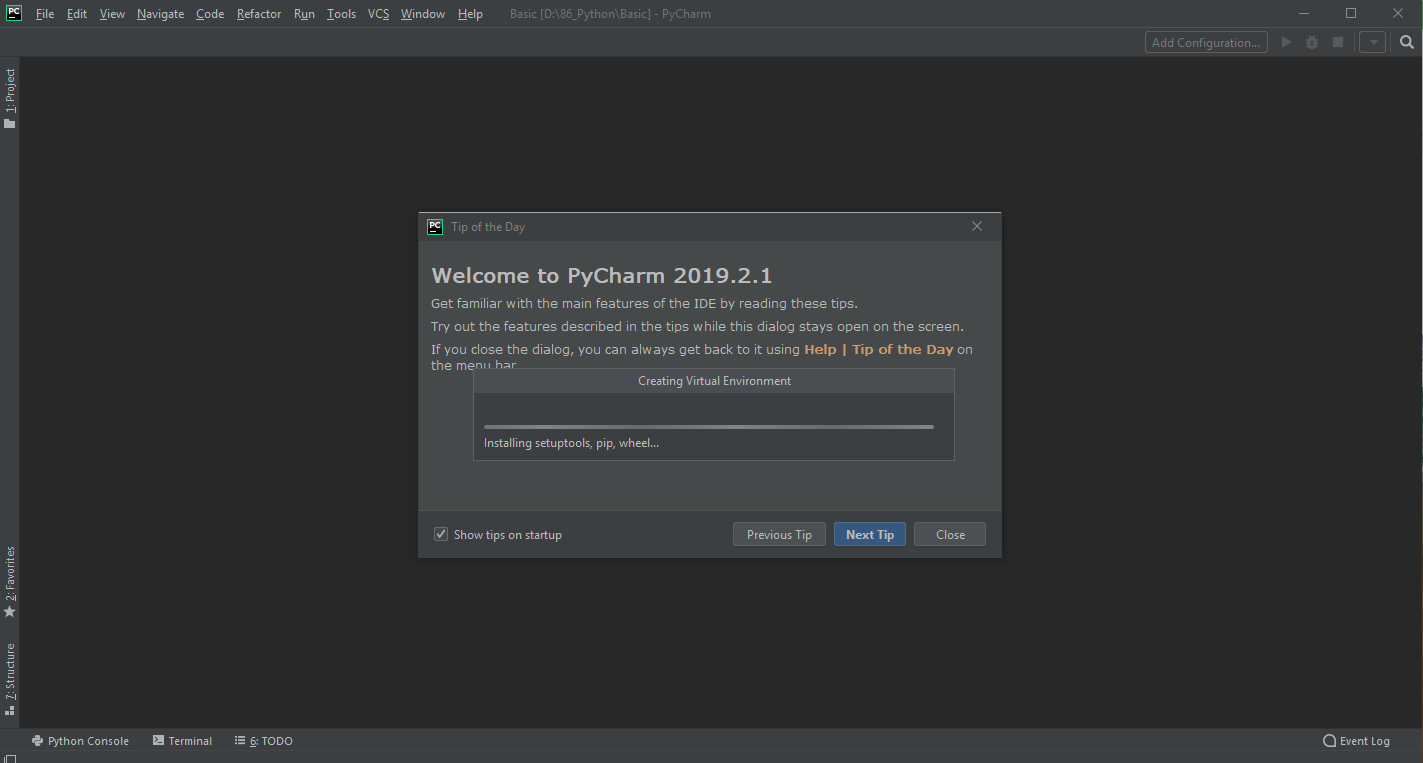 PC File Edit View Navigate Code Refactor Run Tools VCS Window Help Basic [D:\86_Python\Basic] - PyCharm
Add Configuration...
1: Project
PC Tip of the Day
Welcome to PyCharm 2019.2.1
Get familiar with the main features of the IDE by reading these tips.
Try out the features described in the tips while this dialog stays open on the screen.
If you close the dialog, you can always get back to it using Help | Tip of the Day on
the menu bar
Creating Virtual Environment
Installing setuptools, pip, wheel...
Show tips on startup Previous Tip Next Tip Close
2: Favorites
7: Structure
Python Console Terminal 6: TODO Event Log